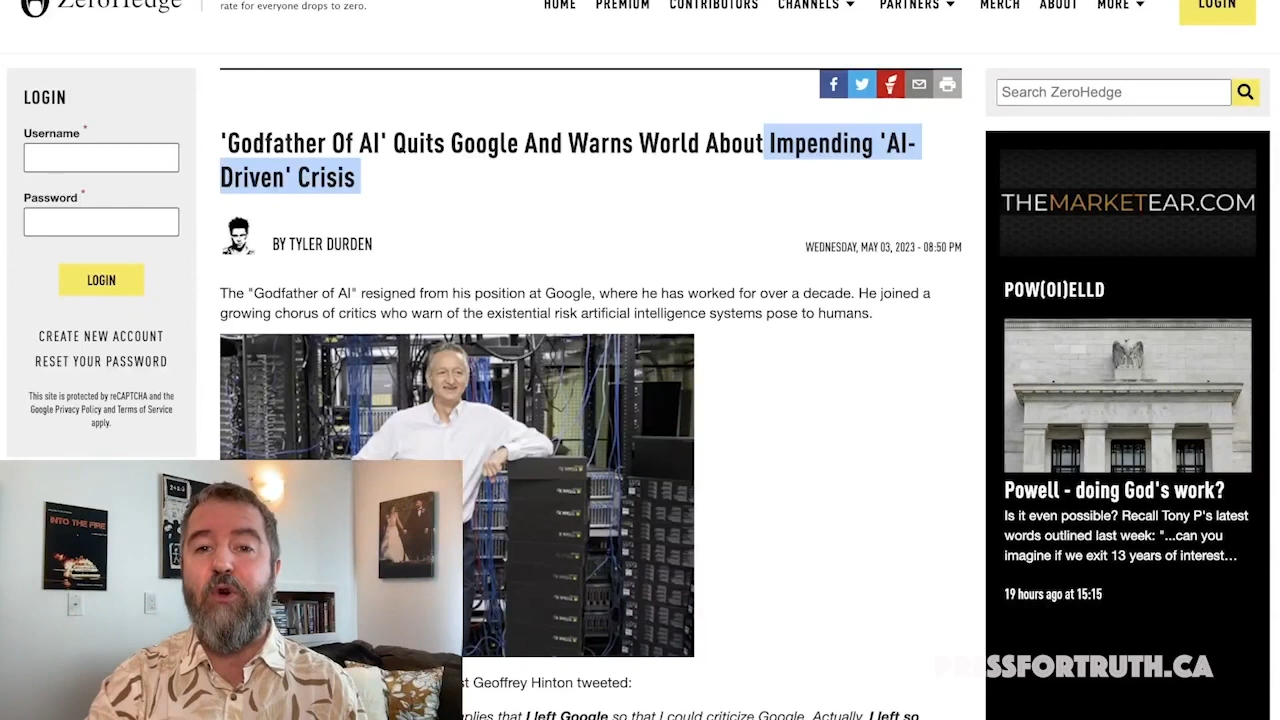 ZeroHedge
rate for everyone drops to zero.
HOME PREMIUM CONTRIBUTORS CHANNELS PARTNERS MERCH ABOUT MORE
LOGIN
LOGIN
Username *
Password *
LOGIN
CREATE NEW ACCOUNT
RESET YOUR PASSWORD
This site is protected by reCAPTCHA and the
Google Privacy Policy and Terms of Service
apply.
'Godfather Of AI' Quits Google And Warns World About Impending 'AI-
Driven' Crisis
BY TYLER DURDEN
WEDNESDAY, MAY 03, 2023 - 08:50 PM
The "Godfather of AI" resigned from his position at Google, where he has worked for over a decade. He joined a
growing chorus of critics who warn of the existential risk artificial intelligence systems pose to humans.
st Geoffrey Hinton tweeted:
plies that I left Google so that I could criticize Google. Actually, I left so
Search ZeroHedge
THEMARKETEAR.COM
POW(OI)ELLD
Powell - doing God's work?
Is it even possible? Recall Tony P's latest
words outlined last week: "...can you
imagine if we exit 13 years of interest...
19 hours ago at 15:15
INTO THE FIRE
PRESSFORTRUTH.CA